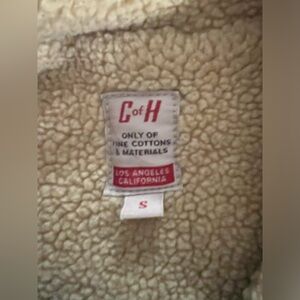 C of H
ONLY OF
FINE COTTONS
& MATERIALS
LOS ANGELES
CALIFORNIA
S